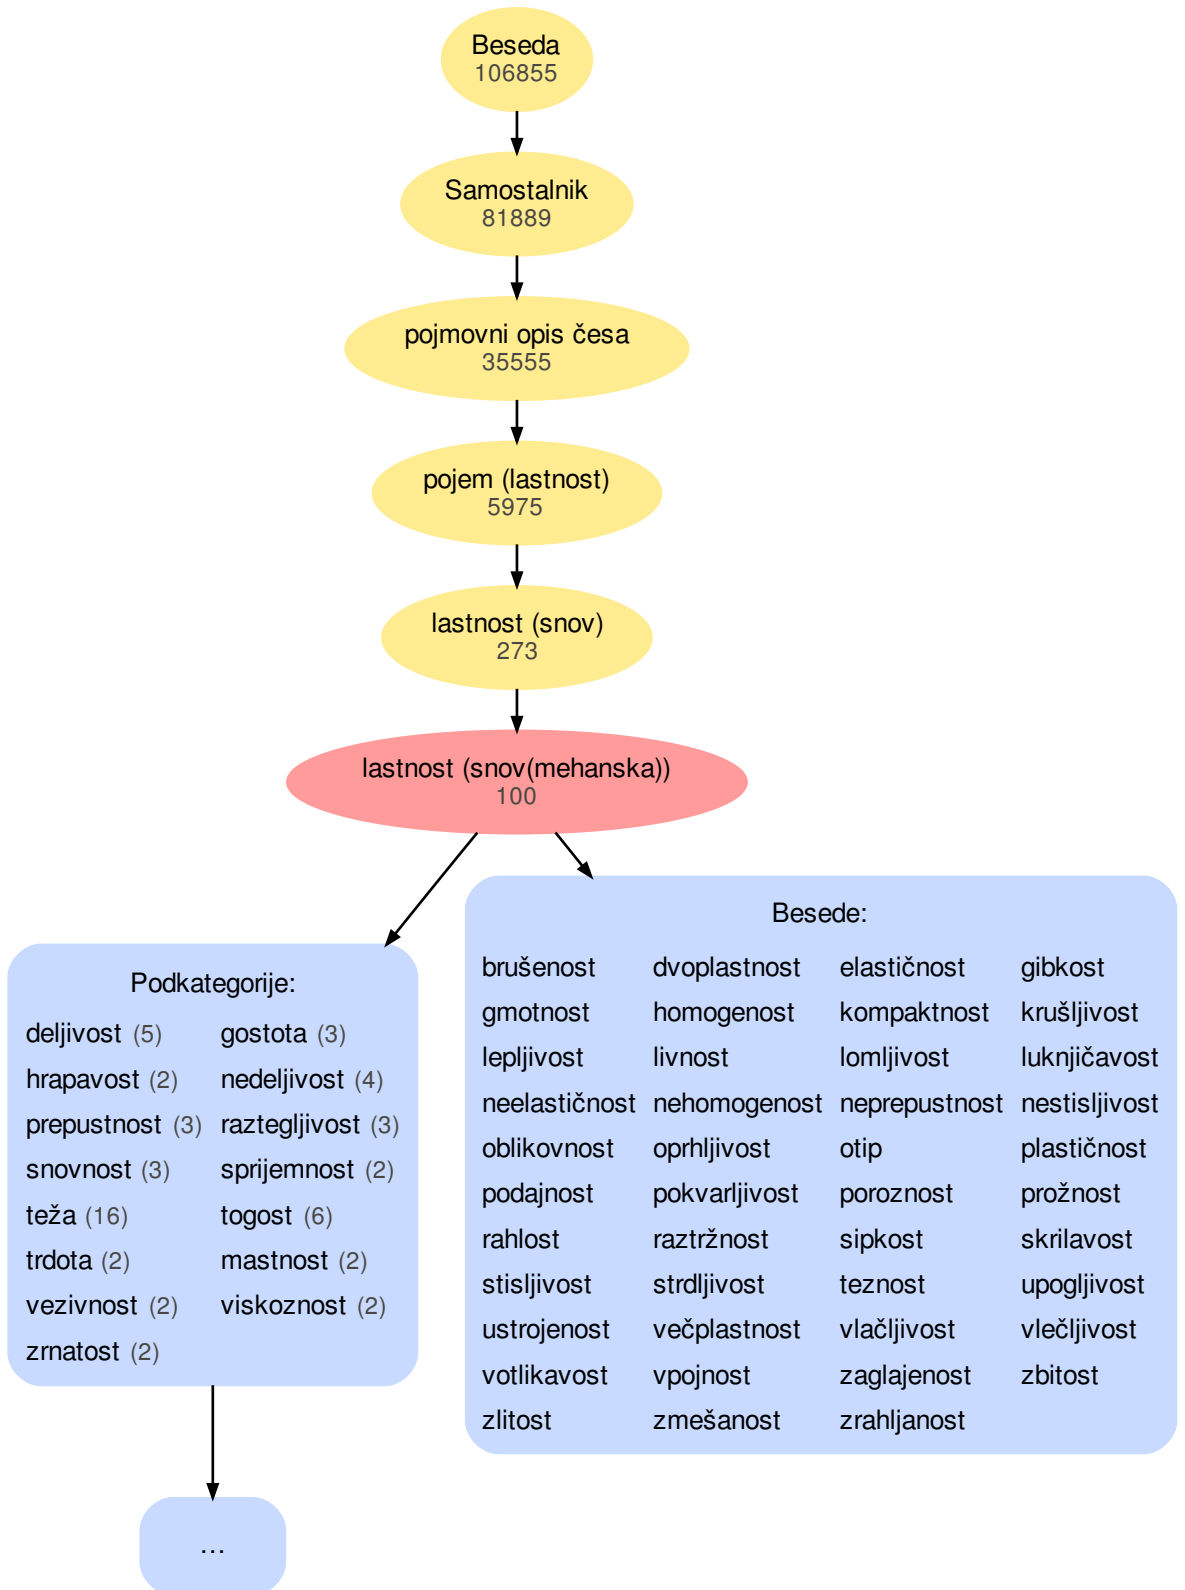 Beseda
106855
Samostalnik
81889
pojmovni opis česa
35555
pojem (lastnost)
5975
lastnost (snov)
273
lastnost (snov(mehanska))
100
Podkategorije:
deljivost (5) gostota (3)
hrapavost (2) nedeljivost (4)
prepustnost (3) raztegljivost (3)
snovnost (3) sprijemnost (2)
teža (16) togost (6)
trdota (2) mastnost (2)
vezivnost (2) viskoznost (2)
zrnatost (2)
...
Besede:
brušenost dvoplastnost elastičnost gibkost
gmotnost homogenost kompaktnost krušljivost
lepljivost livnost lomljivost luknjičavost
neelastičnost nehomogenost neprepustnost nestisljivost
oblikovnost oprhljivost otip plastičnost
podajnost pokvarljivost poroznost prožnost
rahlost raztržnost sipkost skrilavost
stisljivost strdljivost teznost upogljivost
ustrojenost večplastnost vlačljivost vlečljivost
votlikavost vpojnost zaglajenost zbitost
zlitost zmešanost zrahljanost